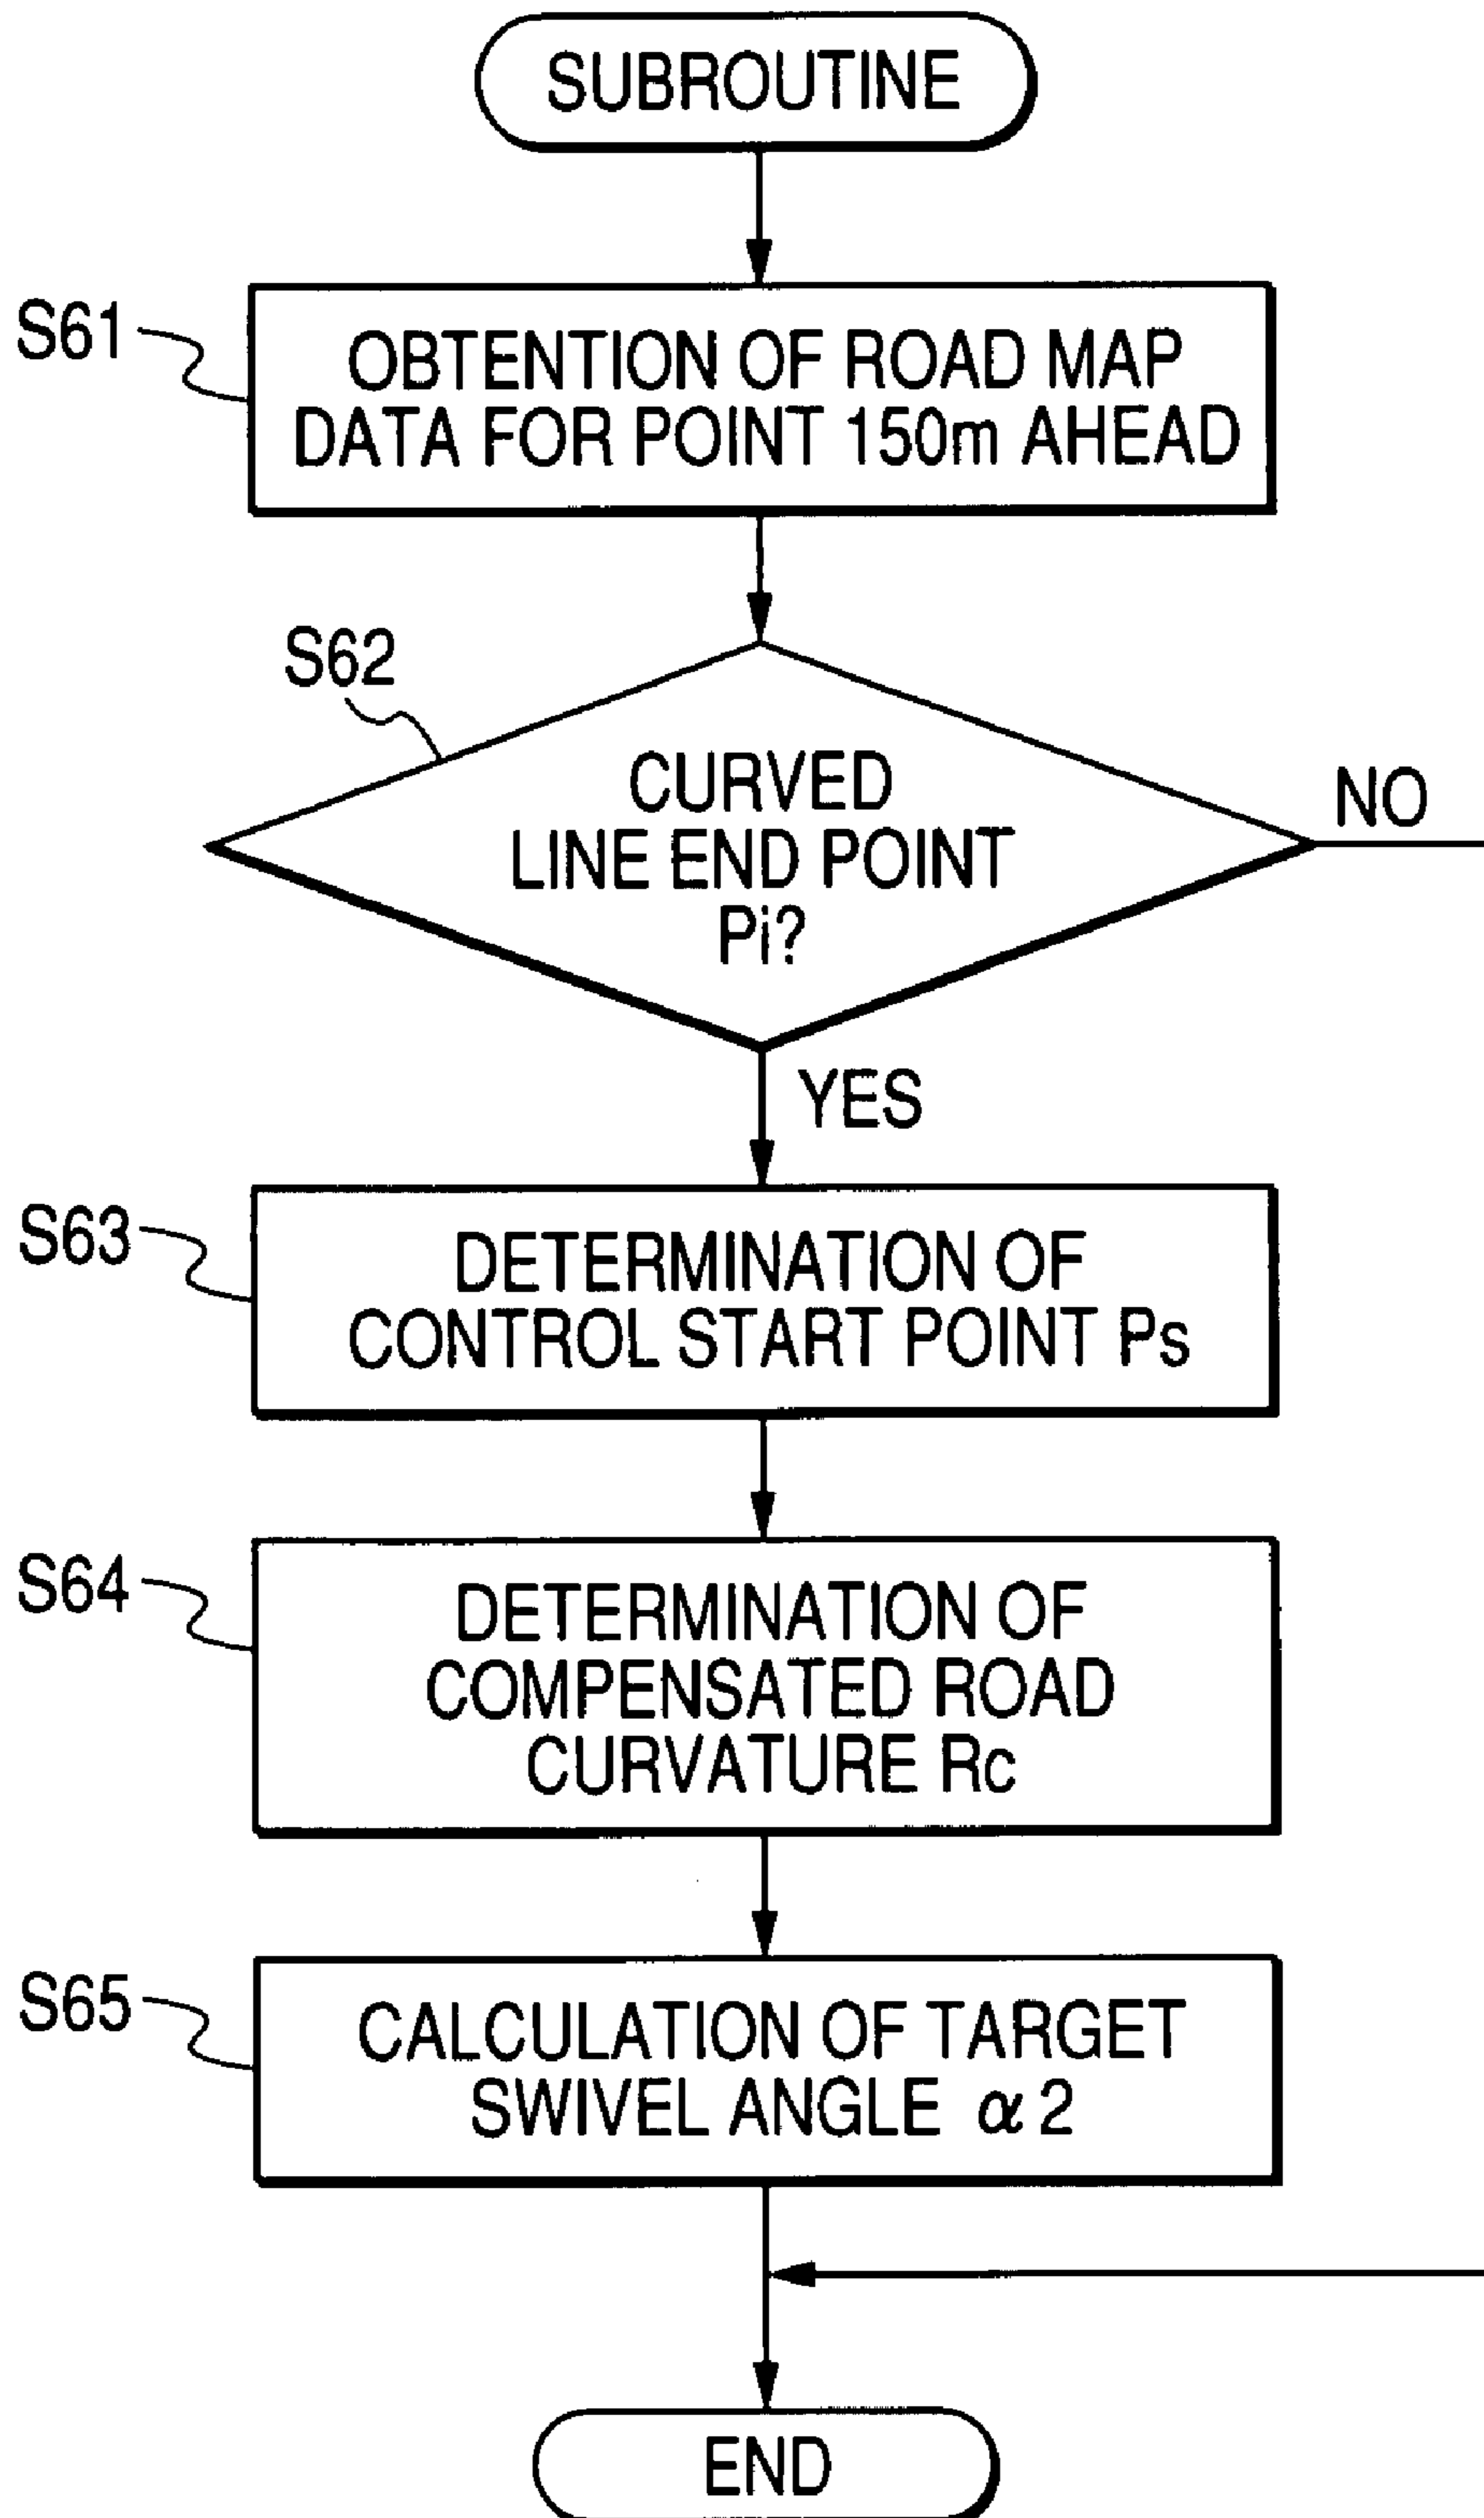 SUBROUTINE
S61
OBTENTION OF ROAD MAP
DATA FOR POINT 150m AHEAD
S62
CURVED
LINE END POINT
Pi?
NO
YES
S63
DETERMINATION OF
CONTROL START POINT Ps
S64
DETERMINATION OF
COMPENSATED ROAD
CURVATURE Rc
S65
CALCULATION OF TARGET
SWIVEL ANGLE α2
END